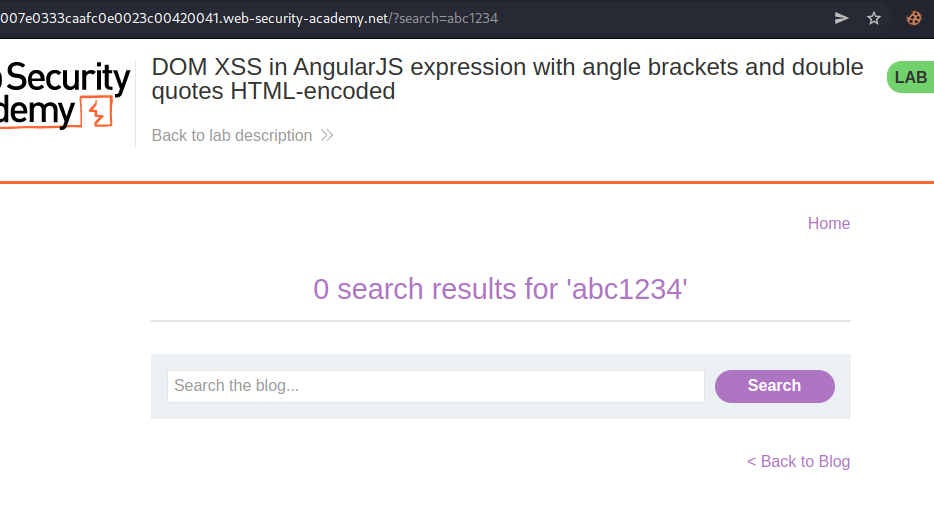 007e0333caafc0e0023c00420041.web-security-academy.net/?search=abc1234
Security
demy
DOM XSS in AngularJS expression with angle brackets and double
quotes HTML-encoded
LAB
Back to lab description
Home
0 search results for 'abc1234'
Search the blog...
Search
< Back to Blog